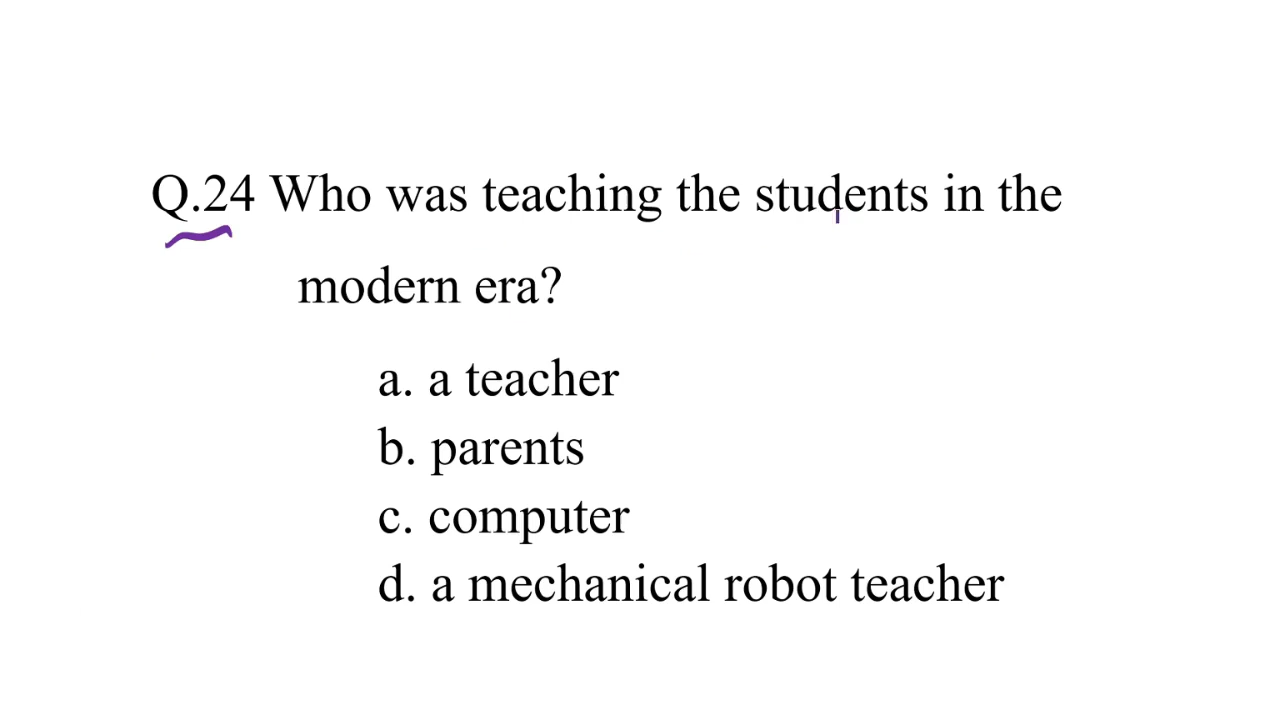 Q.24 Who was teaching the students in the
modern era?
a. a teacher
b. parents
c. computer
d. a mechanical robot teacher